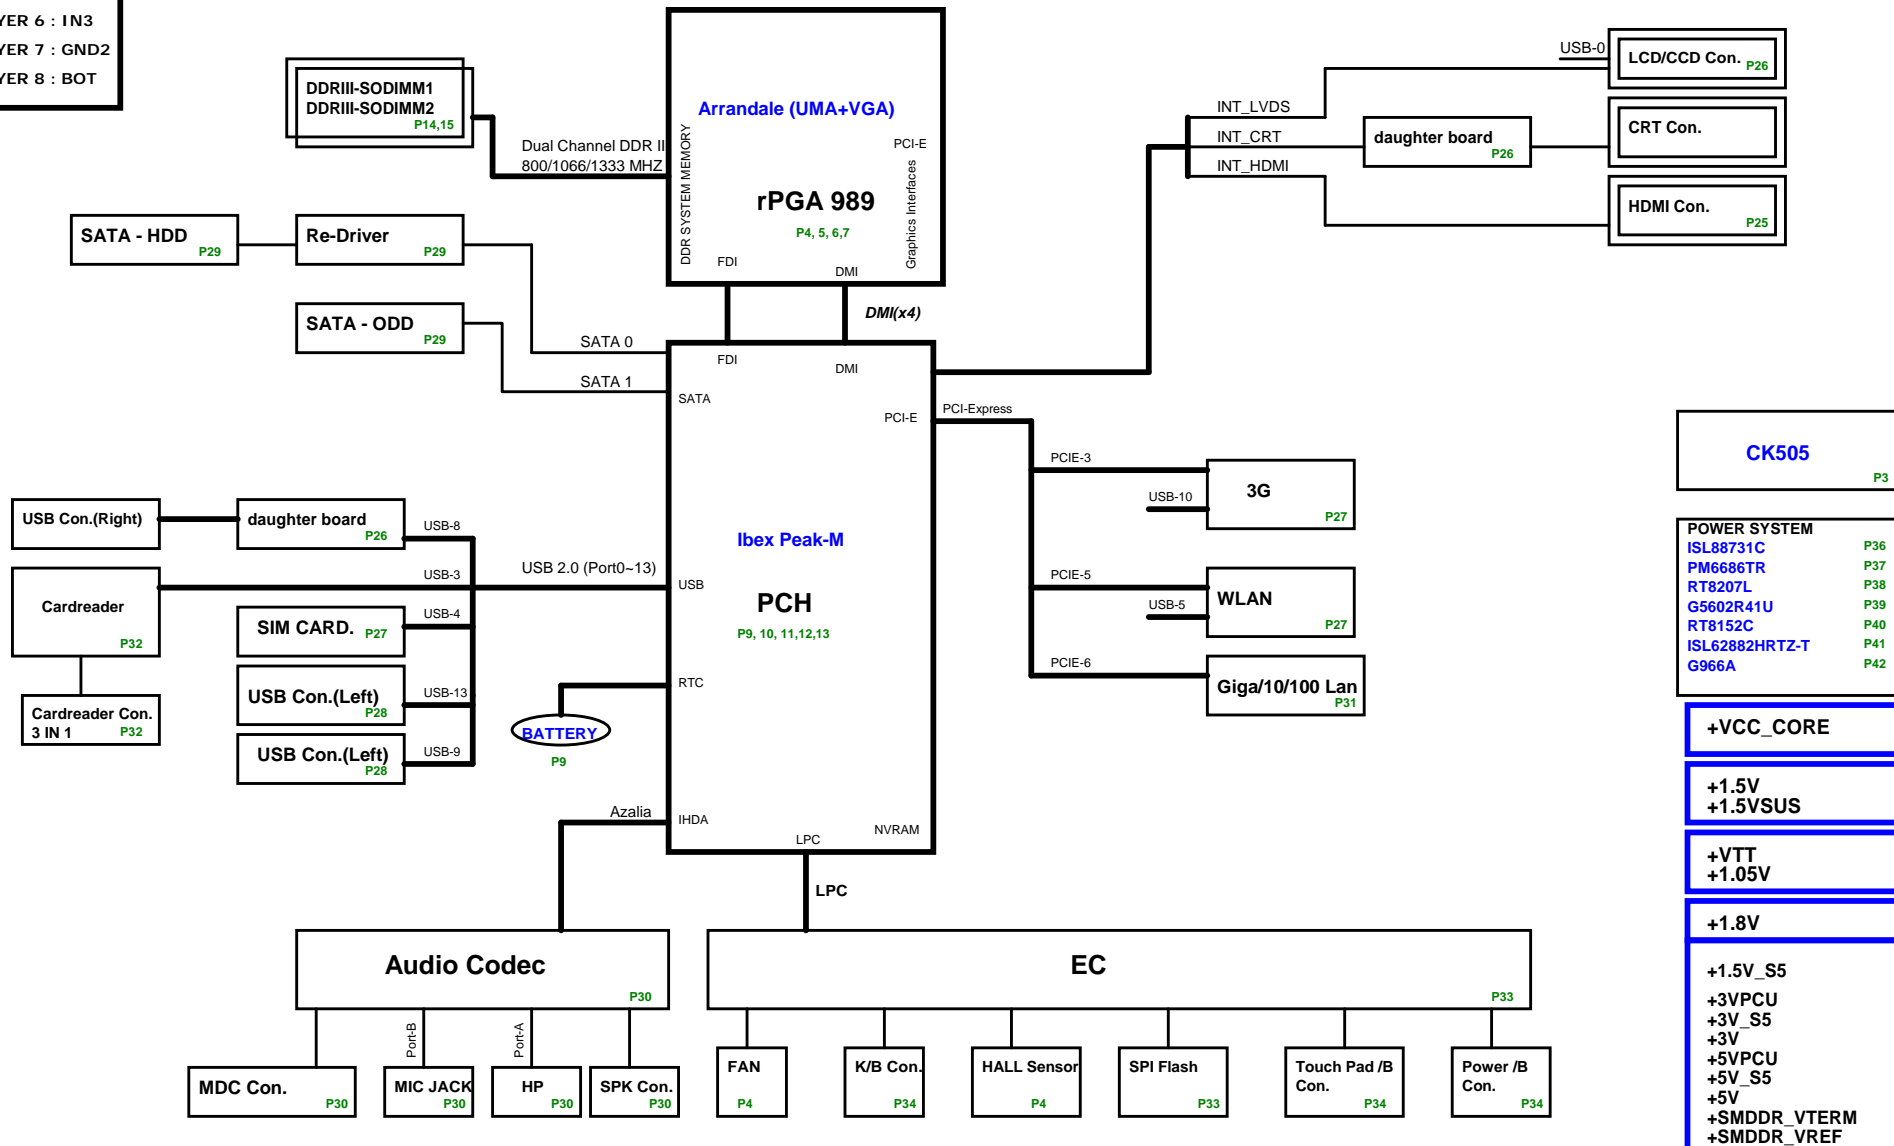 YER 6 : IN3
YER 7 : GND2
YER 8 : BOT
DDRIII-SODIMM1
DDRIII-SODIMM2
P14,15
Dual Channel DDR II
800/1066/1333 MHZ
Arrandale (UMA+VGA)
PCI-E
rPGA 989
P4, 5, 6,7
DDR SYSTEM MEMORY
Graphics Interfaces
FDI
DMI
DMI(x4)
USB-0
LCD/CCD Con.
P26
INT_LVDS
INT_CRT
INT_HDMI
daughter board
P26
CRT Con.
HDMI Con.
P25
SATA - HDD
P29
Re-Driver
P29
SATA - ODD
P29
SATA 0
SATA 1
FDI
DMI
SATA
PCI-E
PCI-Express
PCIE-3
USB-10
3G
P27
PCIE-5
USB-5
WLAN
P27
PCIE-6
Giga/10/100 Lan
P31
USB Con.(Right)
daughter board
P26
USB-8
Cardreader
P32
USB-3
USB 2.0 (Port0~13)
USB
SIM CARD.
P27
USB-4
USB Con.(Left)
P28
USB-13
USB Con.(Left)
P28
USB-9
Cardreader Con.
3 IN 1
P32
Ibex Peak-M
PCH
P9, 10, 11,12,13
RTC
BATTERY
P9
Azalia
IHDA
NVRAM
LPC
LPC
CK505
P3
POWER SYSTEM
ISL88731C P36
PM6686TR P37
RT8207L P38
G5602R41U P39
RT8152C P40
ISL62882HRTZ-T P41
G966A P42
+VCC_CORE
+1.5V
+1.5VSUS
+VTT
+1.05V
+1.8V
+1.5V_S5
+3VPCU
+3V_S5
+3V
+5VPCU
+5V_S5
+5V
+SMDDR_VTERM
+SMDDR_VREF
Audio Codec
P30
Port-B
Port-A
MDC Con.
P30
MIC JACK
P30
HP
P30
SPK Con.
P30
EC
P33
FAN
P4
K/B Con.
P34
HALL Sensor
P4
SPI Flash
P33
Touch Pad /B
Con.
P34
Power /B
Con.
P34